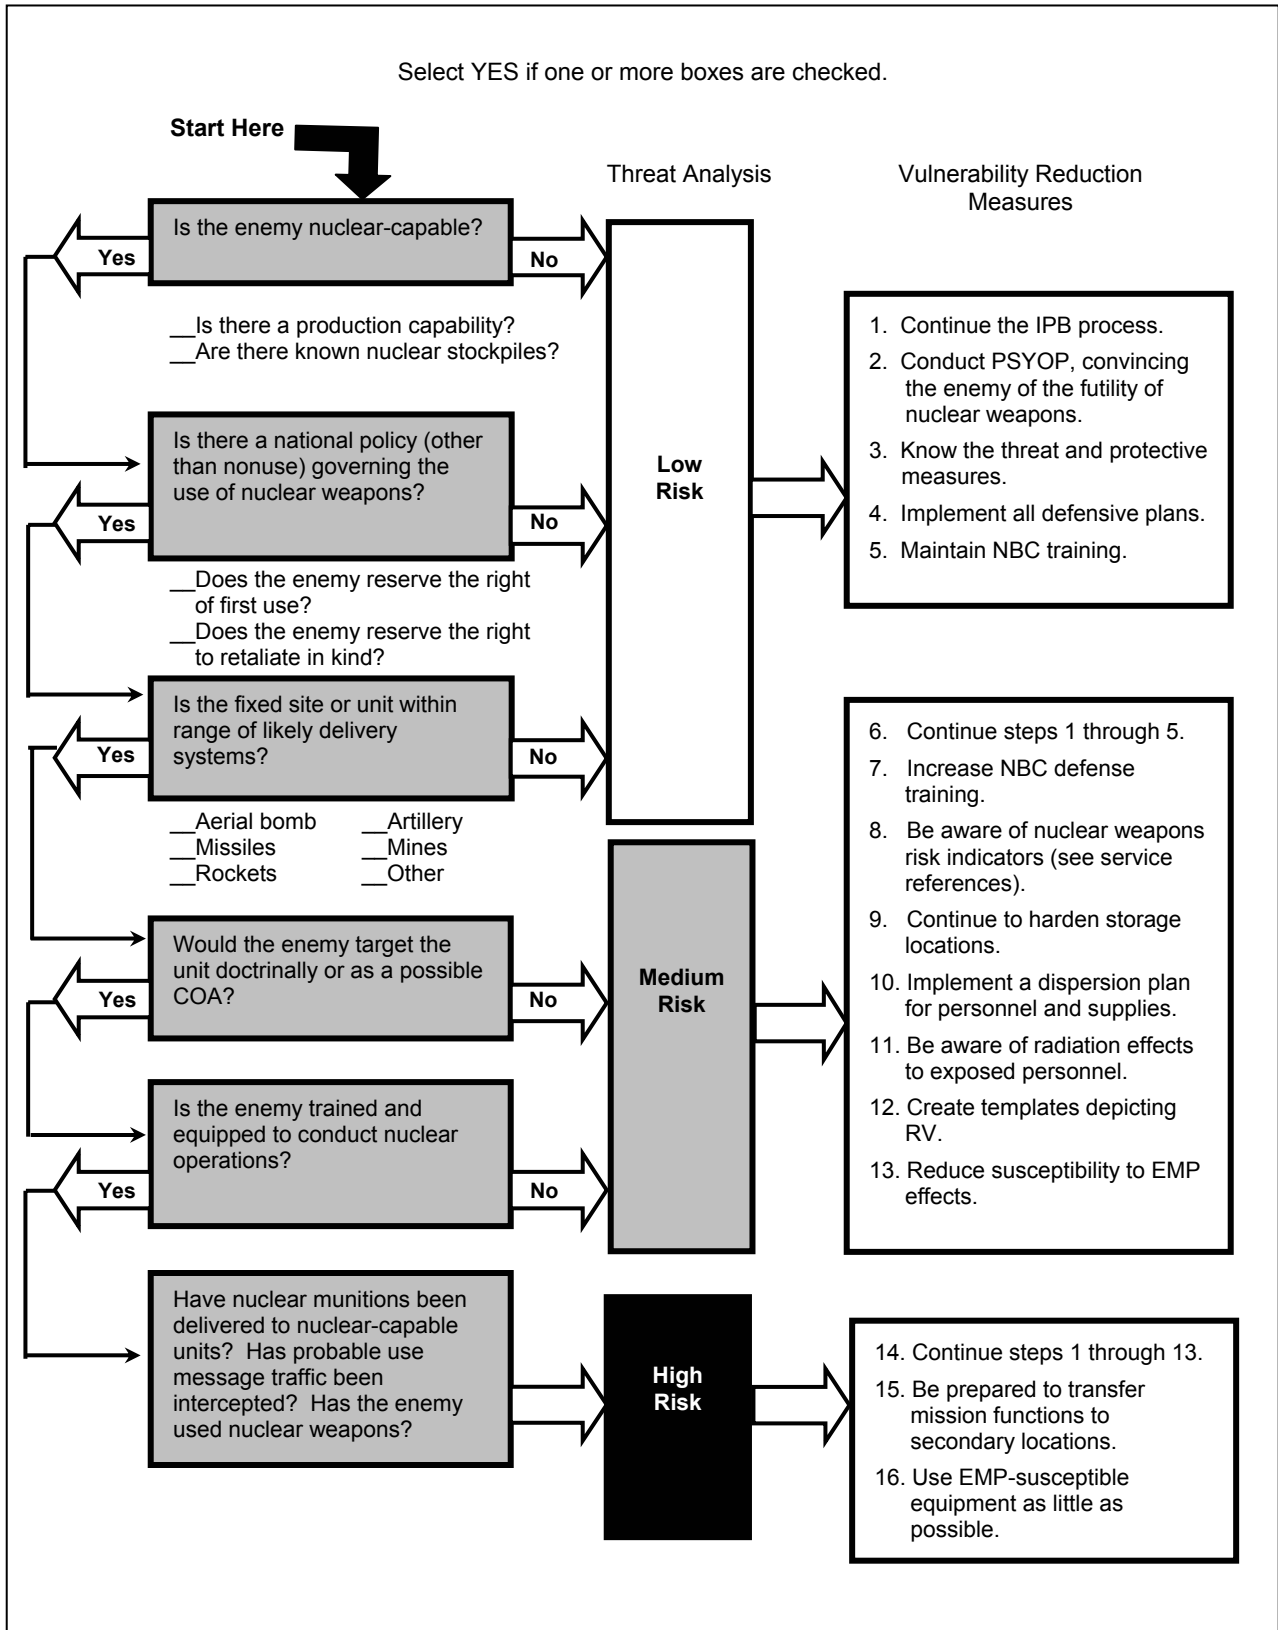 Select YES if one or more boxes are checked.
Start Here
Threat Analysis
Vulnerability Reduction
Measures
Is the enemy nuclear-capable?
Yes
No
__Is there a production capability?
__Are there known nuclear stockpiles?
Is there a national policy (other
than nonuse) governing the
use of nuclear weapons?
Yes
No
__Does the enemy reserve the right
of first use?
__Does the enemy reserve the right
to retaliate in kind?
Is the fixed site or unit within
range of likely delivery
systems?
Yes
No
__Aerial bomb __Artillery
__Missiles __Mines
__Rockets __Other
Low
Risk
1. Continue the IPB process.
2. Conduct PSYOP, convincing
the enemy of the futility of
nuclear weapons.
3. Know the threat and protective
measures.
4. Implement all defensive plans.
5. Maintain NBC training.
Would the enemy target the
unit doctrinally or as a possible
COA?
Yes
No
Is the enemy trained and
equipped to conduct nuclear
operations?
Yes
No
Medium
Risk
6. Continue steps 1 through 5.
7. Increase NBC defense
training.
8. Be aware of nuclear weapons
risk indicators (see service
references).
9. Continue to harden storage
locations.
10. Implement a dispersion plan
for personnel and supplies.
11. Be aware of radiation effects
to exposed personnel.
12. Create templates depicting
RV.
13. Reduce susceptibility to EMP
effects.
Have nuclear munitions been
delivered to nuclear-capable
units? Has probable use
message traffic been
intercepted? Has the enemy
used nuclear weapons?
High
Risk
14. Continue steps 1 through 13.
15. Be prepared to transfer
mission functions to
secondary locations.
16. Use EMP-susceptible
equipment as little as
possible.